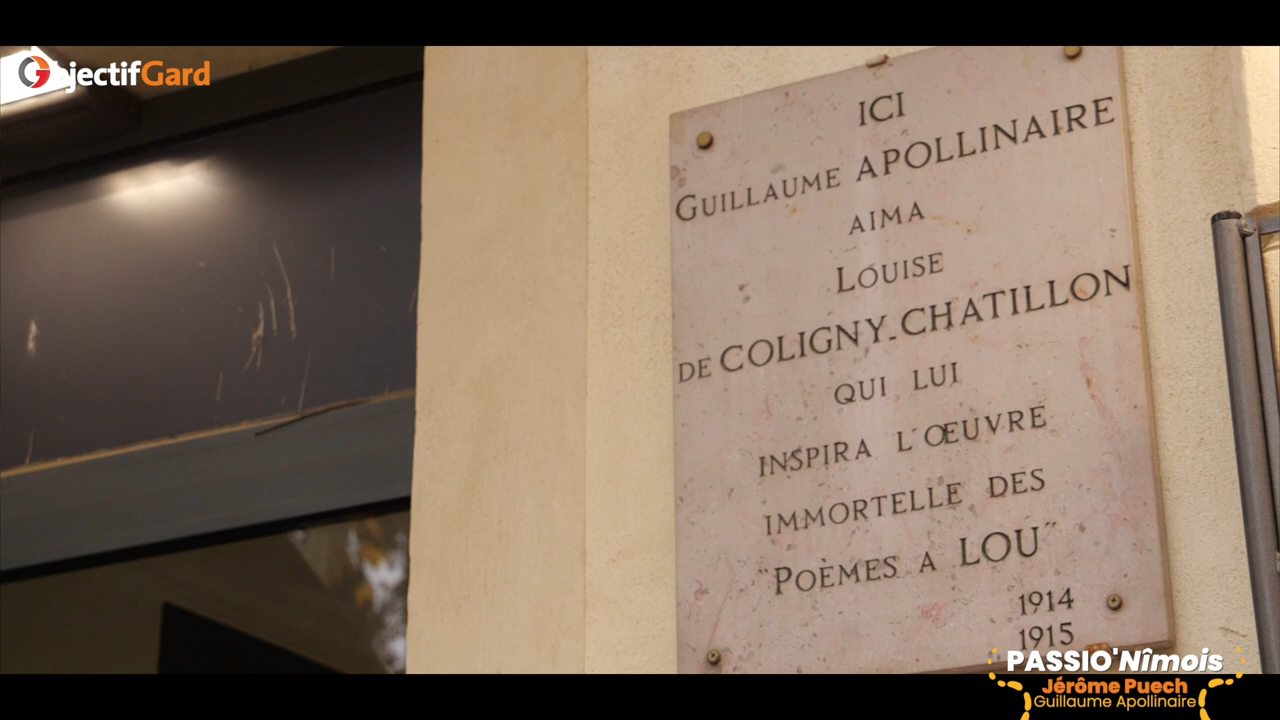 ObjectifGard
ICI
GUILLAUME APOLLINAIRE
AIMA
LOUISE
DE COLIGNY-CHATILLON
QUI LUI
INSPIRA L'ŒUVRE
IMMORTELLE DES
"POÈMES A LOU"
1914
1915
PASSIO'Nîmois
Jérôme Puech
Guillaume Apollinaire